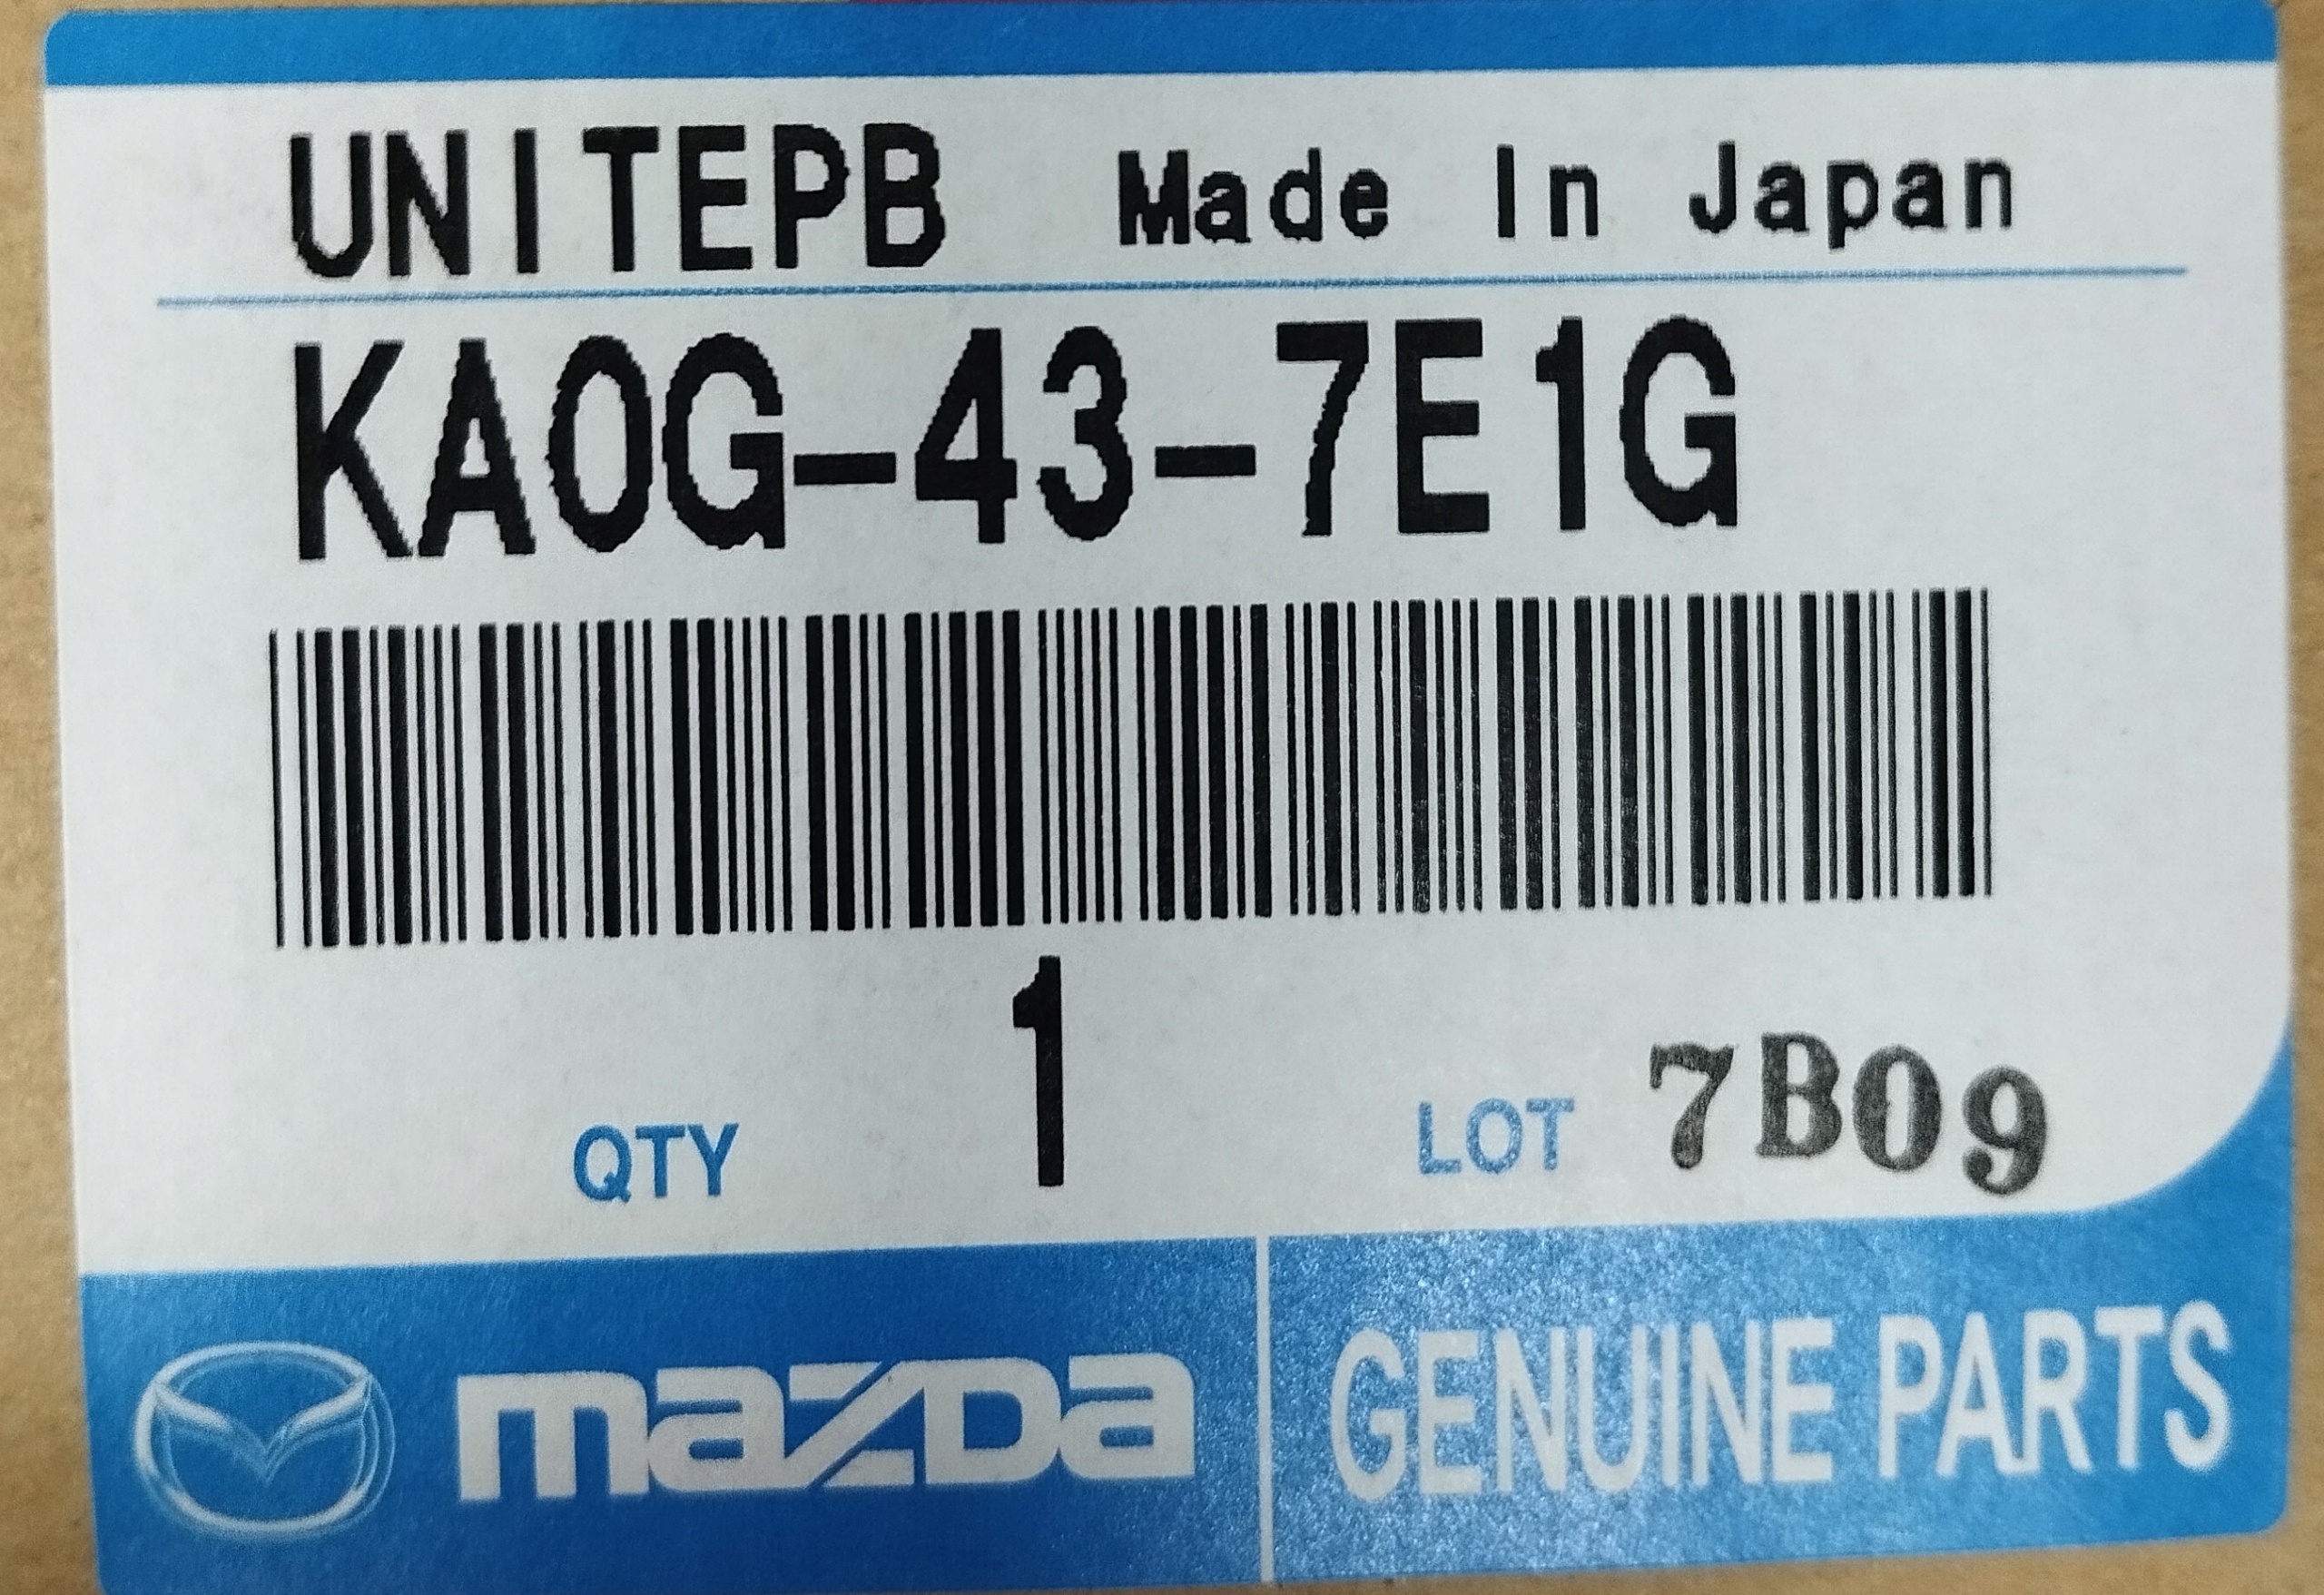 UNITEPB Made In Japan
KA0G-43-7E1G
1
QTY LOT 7B09
mazda GENUINE PARTS